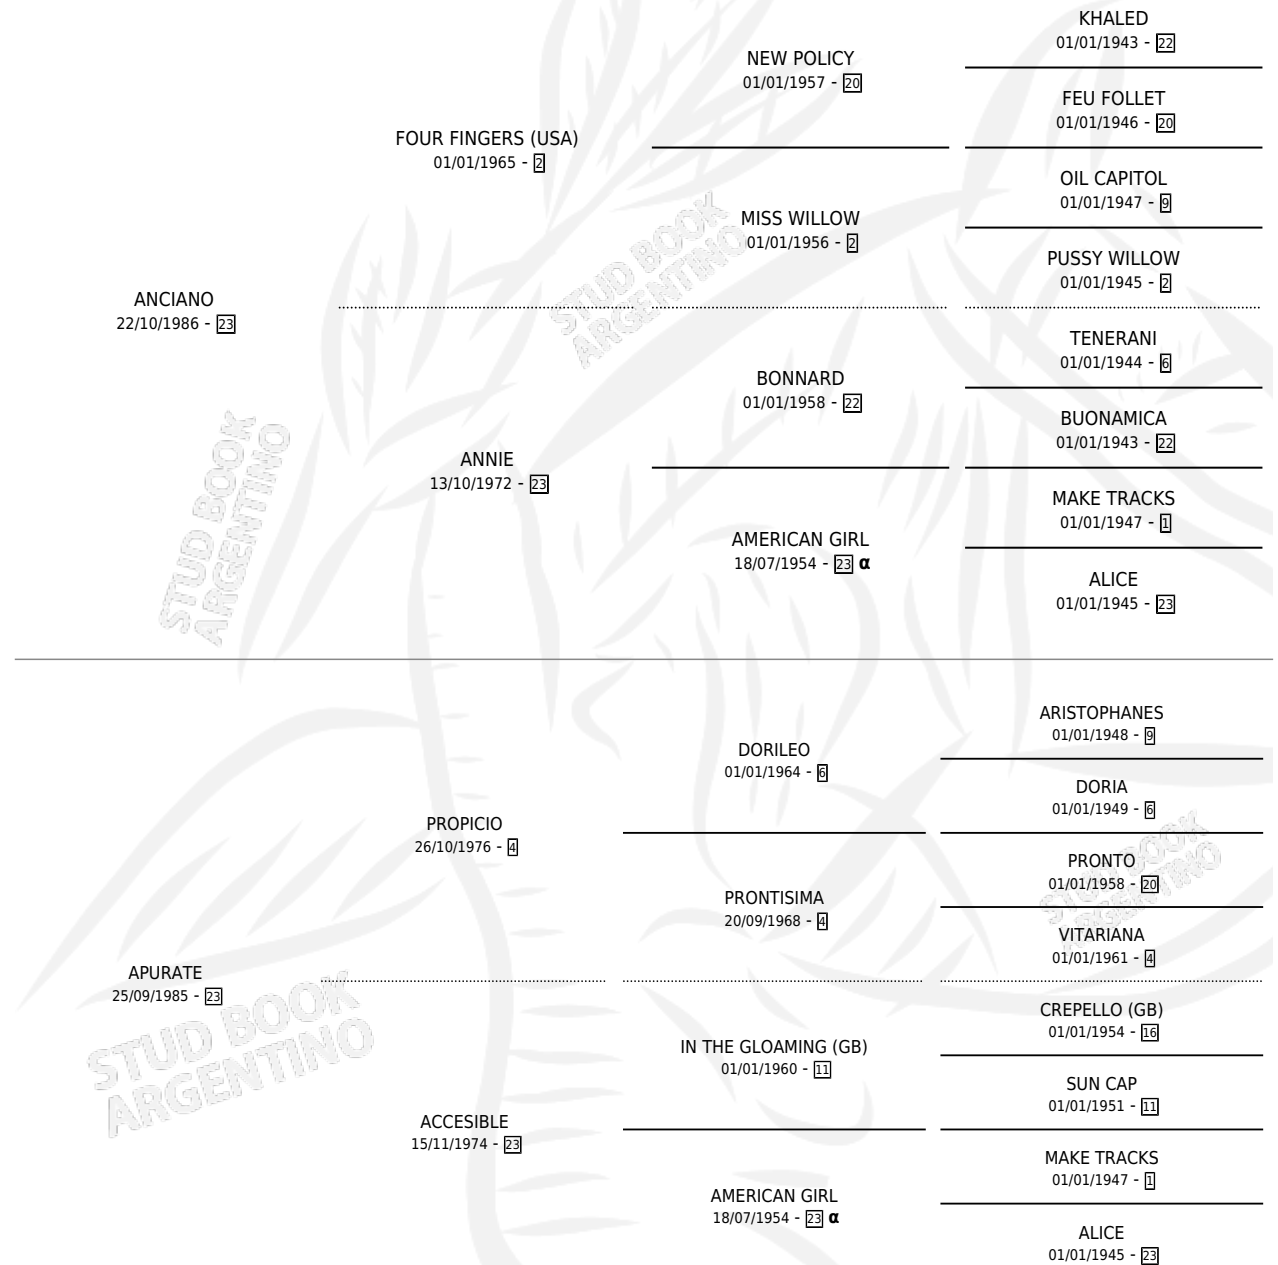 KHALED
01/01/1943 - 22
NEW POLICY
01/01/1957 - 20
FEU FOLLET
01/01/1946 - 20
FOUR FINGERS (USA)
01/01/1965 - 2
OIL CAPITOL
01/01/1947 - 9
MISS WILLOW
01/01/1956 - 2
PUSSY WILLOW
01/01/1945 - 2
STUD BOOK
ARGENTINO
ANCIANO
22/10/1986 - 23
TENERANI
01/01/1944 - 6
BONNARD
01/01/1958 - 22
BUONAMICA
01/01/1943 - 22
ANNIE
13/10/1972 - 23
MAKE TRACKS
01/01/1947 - 1
AMERICAN GIRL
18/07/1954 - 23 α
ALICE
01/01/1945 - 23
STUD BOOK
ARGENTINO
ARISTOPHANES
01/01/1948 - 9
DORILEO
01/01/1964 - 6
DORIA
01/01/1949 - 6
PROPICIO
26/10/1976 - 4
PRONTO
01/01/1958 - 20
PRONTISIMA
20/09/1968 - 4
VITARIANA
01/01/1961 - 4
STUD BOOK
ARGENTINO
APURATE
25/09/1985 - 23
CREPELLO (GB)
01/01/1954 - 16
IN THE GLOAMING (GB)
01/01/1960 - 11
SUN CAP
01/01/1951 - 11
STUD BOOK
ARGENTINO
ACCESIBLE
15/11/1974 - 23
MAKE TRACKS
01/01/1947 - 1
AMERICAN GIRL
18/07/1954 - 23 α
ALICE
01/01/1945 - 23